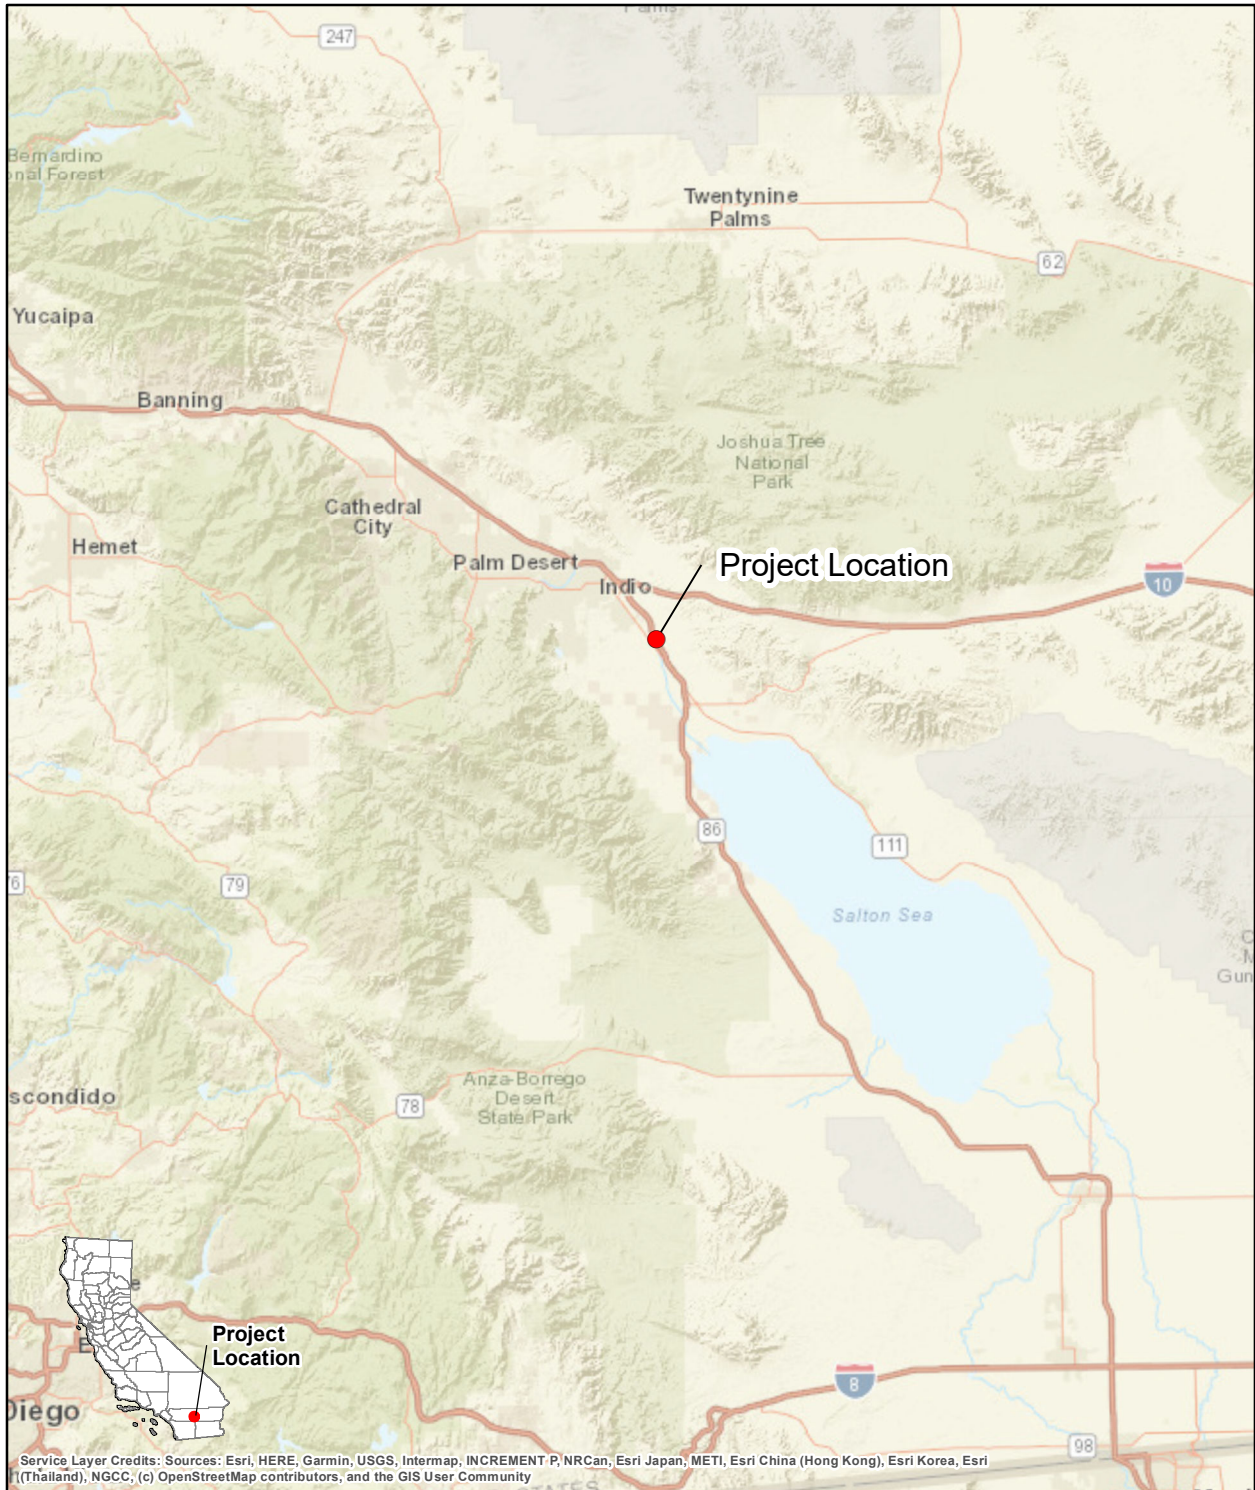 Palms
247
Bernardino
onal Forest
Twentynine
Palms
62
Yucaipa
Banning
Joshua Tree
National
Park
Cathedral
City
Hemet
Palm Desert
Project Location
Indio
10
86
111
79
Salton Sea
Gun
Anza-Borrego
Desert
State Park
scondido
78
Project
Location
8
Diego
98
Service Layer Credits: Sources: Esri, HERE, Garmin, USGS, Intermap, INCREMENT P, NRCan, Esri Japan, METI, Esri China (Hong Kong), Esri Korea, Esri
(Thailand), NGCC, (c) OpenStreetMap contributors, and the GIS User Community